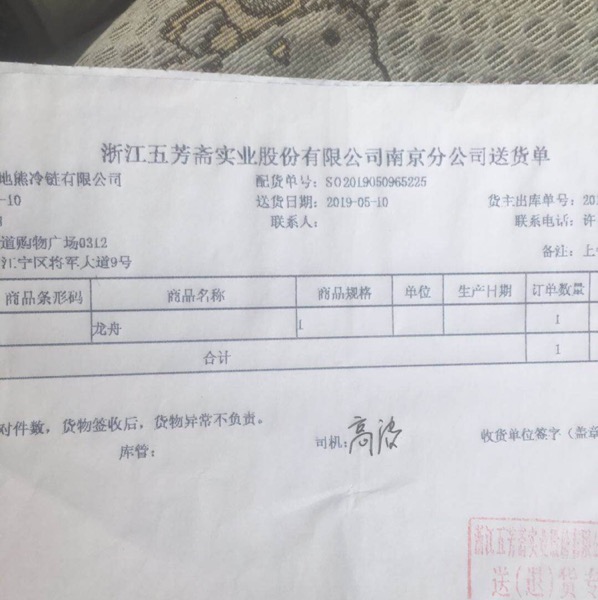 浙江五芳斋实业股份有限公司南京分公司送货单
地熊冷链有限公司 配货单号: SO2019050965225
-10 送货日期: 2019-05-10 货主出库单号: 201
联系人: 联系电话: 许
道购物广场0312
江宁区将军大道9号 备注: 上
商品条形码 商品名称 商品规格 单位 生产日期 订单数量
龙舟 1 1
合计 1
对件数, 货物签收后, 货物异常不负责。
库管: 司机: 高波 收货单位签字（盖章
浙江五芳斋实业股份有限公
送(退)货专